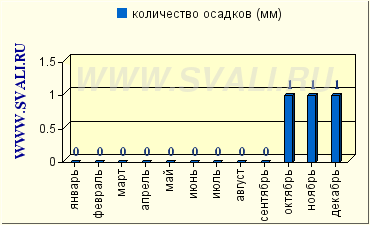 количество осадков (мм)
WWW.SVALI.RU
WWW.SVALI.RU
1.5
1
0.5
0
0 0 0 0 0 0 0 0 0 1 1 1
январь
февраль
март
апрель
май
июнь
июль
август
сентябрь
октябрь
ноябрь
декабрь